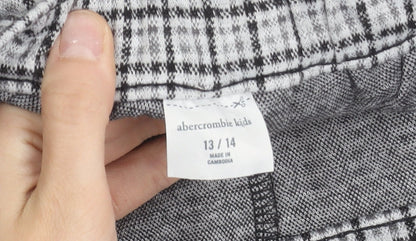 abercrombie kids
13 / 14
MADE IN
CAMBODIA